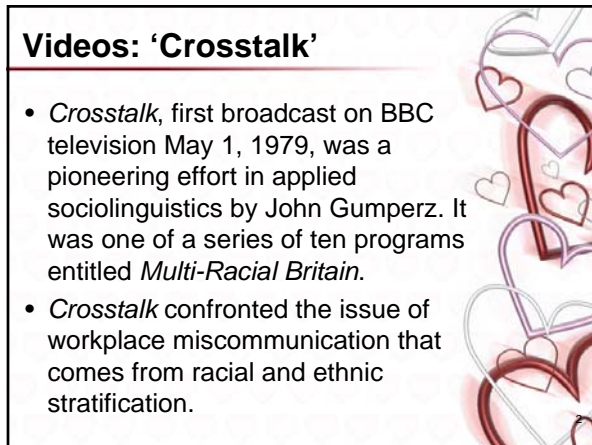 Videos: ‘Crosstalk’
• Crosstalk, first broadcast on BBC
television May 1, 1979, was a
pioneering effort in applied
sociolinguistics by John Gumperz. It
was one of a series of ten programs
entitled Multi-Racial Britain.
• Crosstalk confronted the issue of
workplace miscommunication that
comes from racial and ethnic
stratification.
2